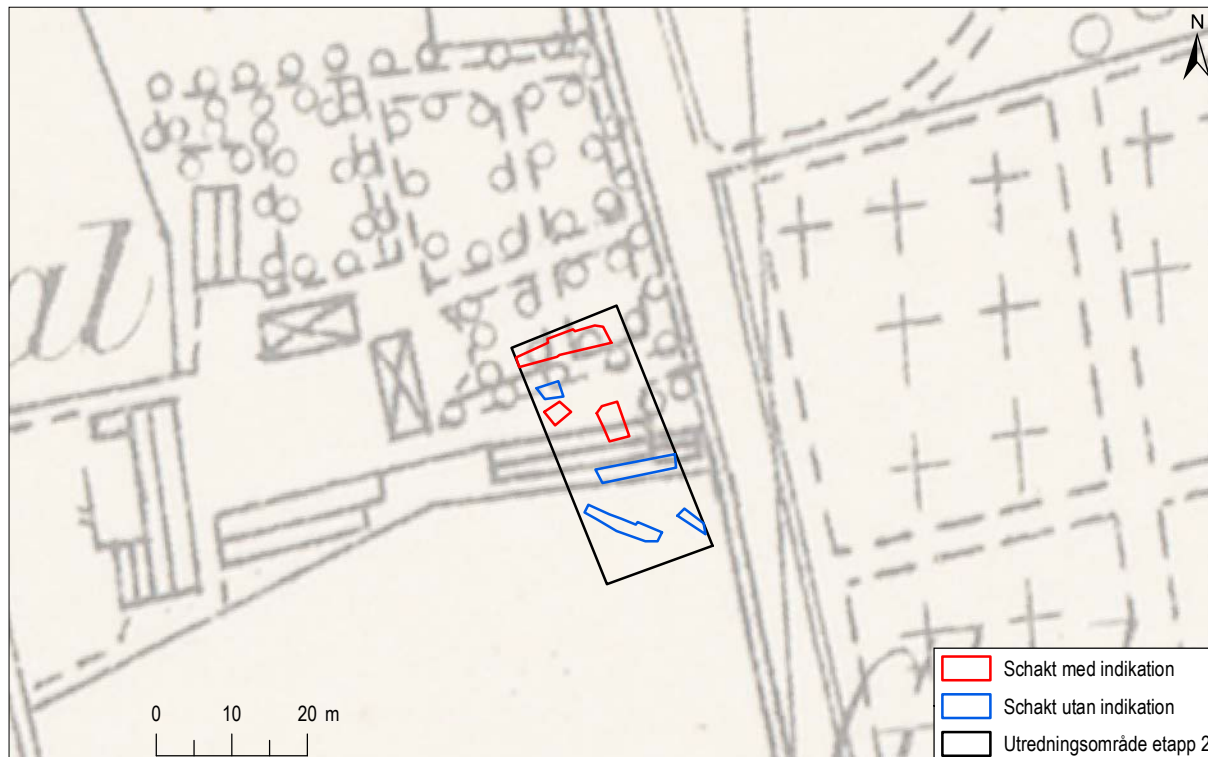 N
al
0 10 20 m
Schakt med indikation
Schakt utan indikation
Utredningsområde etapp 2